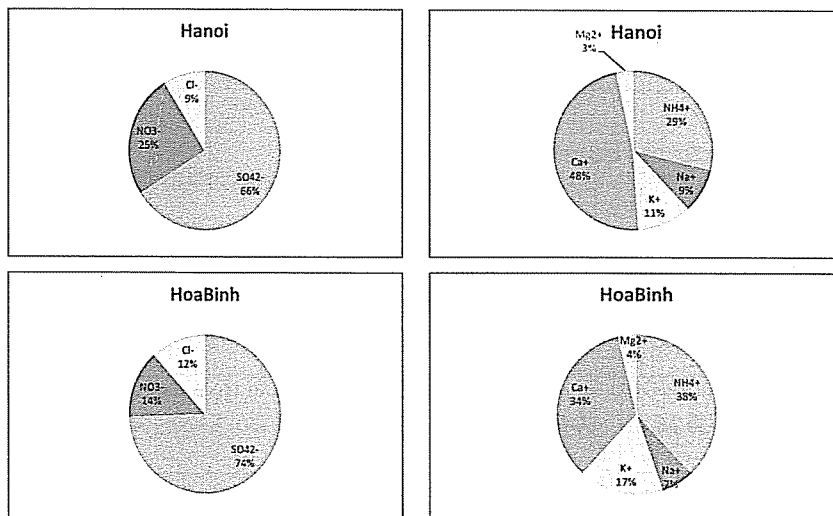 Hanoi
Cl-
9%
NO3-
25%
SO42-
66%
Hanoi
Mg2+
3%
NH4+
29%
Ca+
48%
Na+
9%
K+
11%
HoaBinh
Cl-
12%
NO3-
14%
SO42-
74%
HoaBinh
Mg2+
4%
NH4+
38%
Ca+
34%
K+
17%
Na+
7%